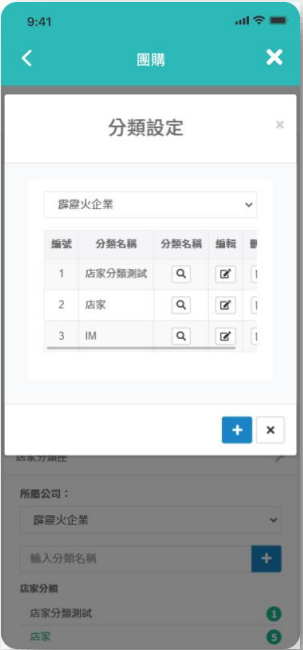 9:41
團購
分類設定
×
霹靂火企業
編號 分類名稱 分類名稱 編輯
1 店家分類測試
2 店家
3 IM
+ ×
所屬公司：
霹靂火企業
輸入分類名稱 +
店家分類
店家分類測試 1
店家 5